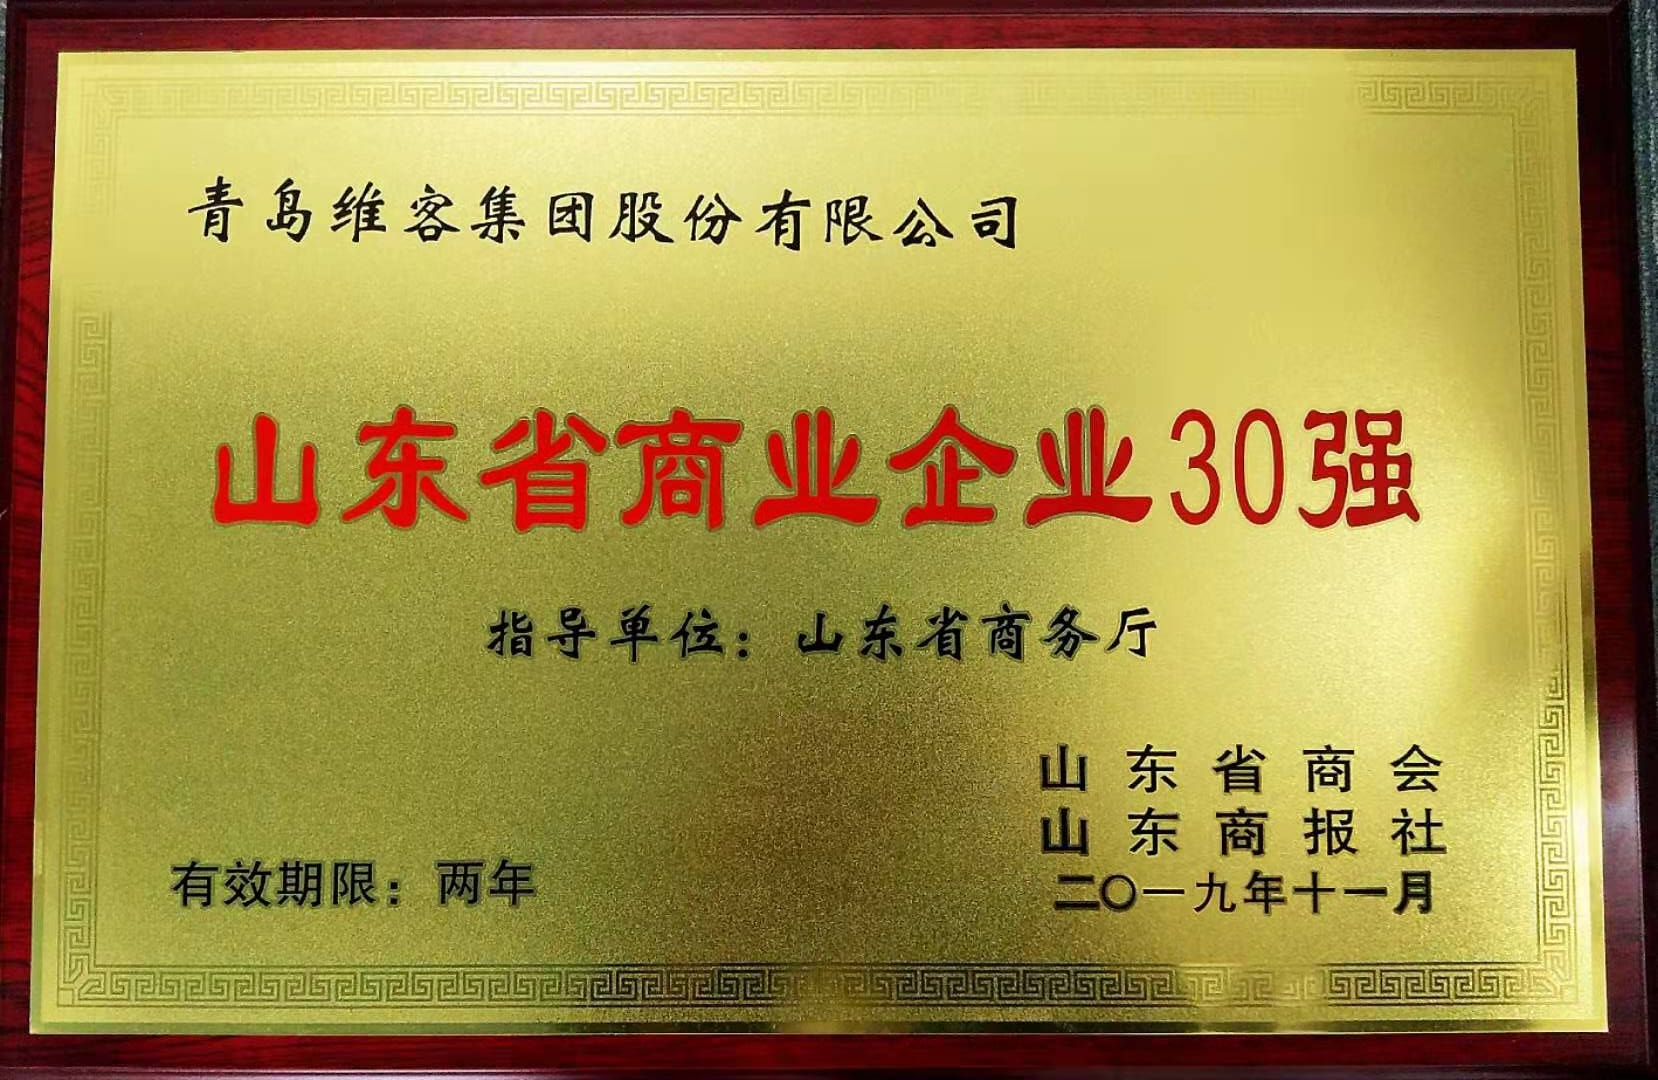 青岛维客集团股份有限公司
山东省商业企业30强
指导单位：山东省商务厅
山东省商会
山东商报社
有效期限：两年
二〇一九年十一月